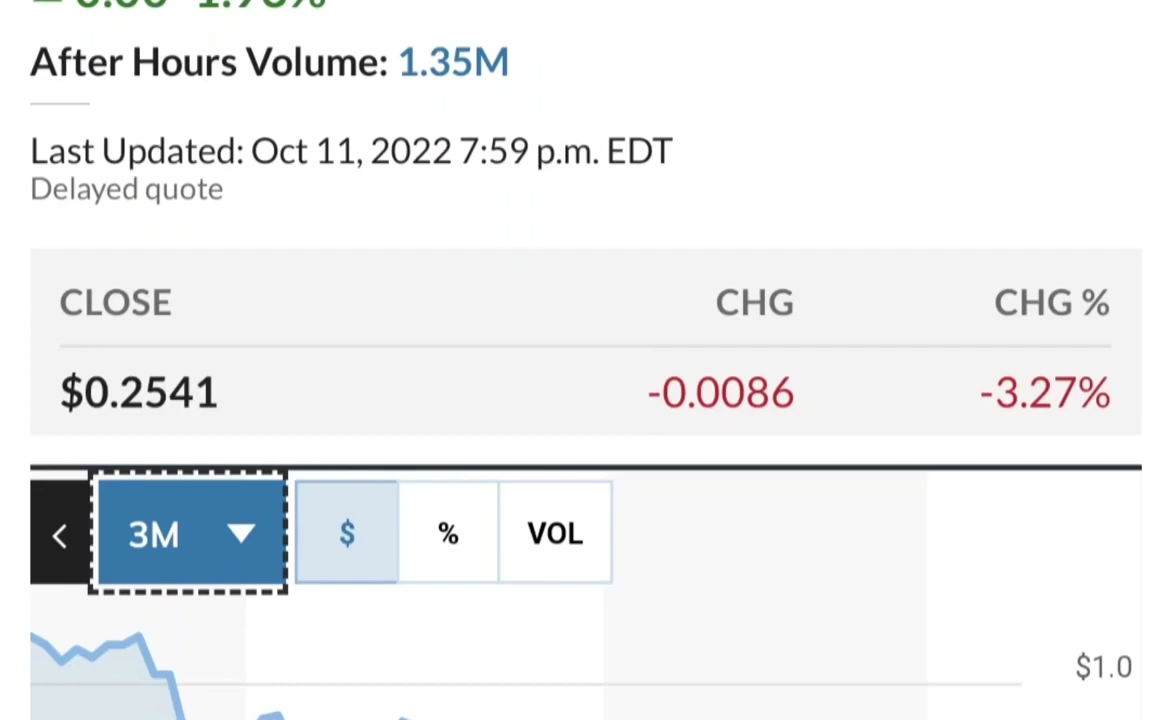 After Hours Volume: 1.35M
Last Updated: Oct 11, 2022 7:59 p.m. EDT
Delayed quote
CLOSE CHG CHG %
$0.2541 -0.0086 -3.27%
< 3M ▼ $ % VOL
$1.0